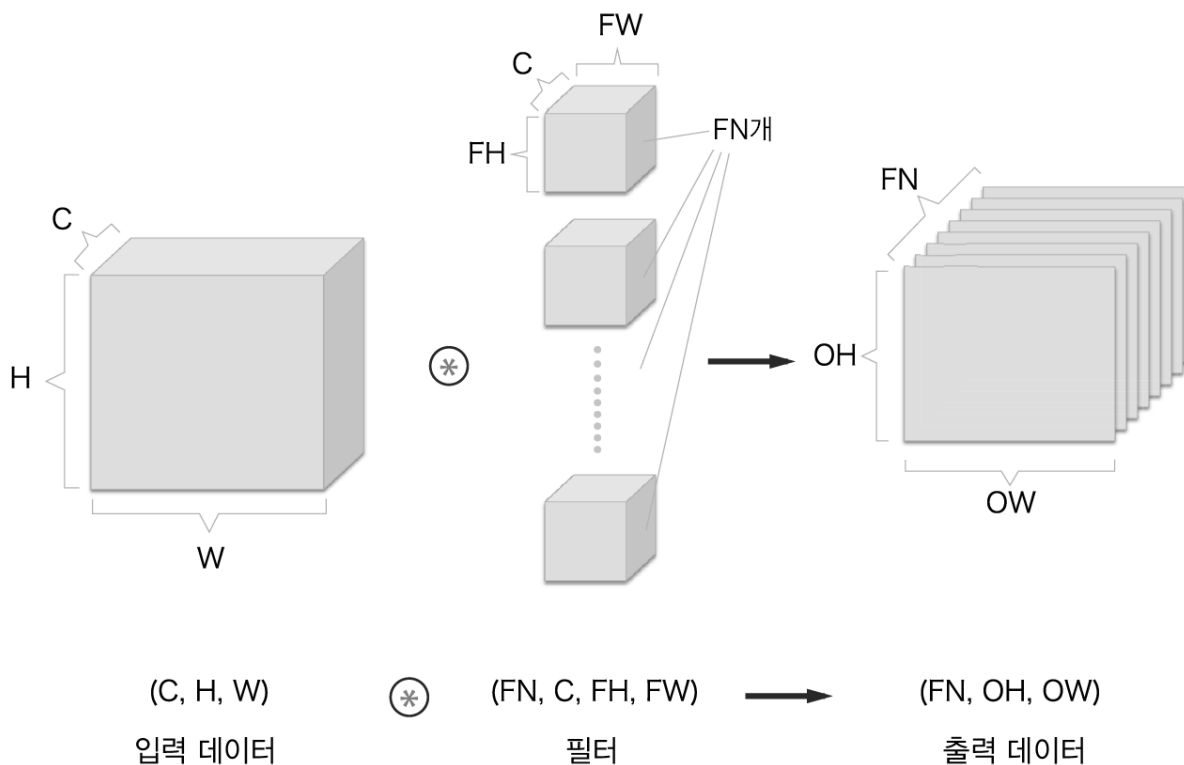 FW
C
FN개
FH
FN
C
H
OH
OW
W
(C, H, W)
(FN, C, FH, FW)
(FN, OH, OW)
입력 데이터
필터
출력 데이터